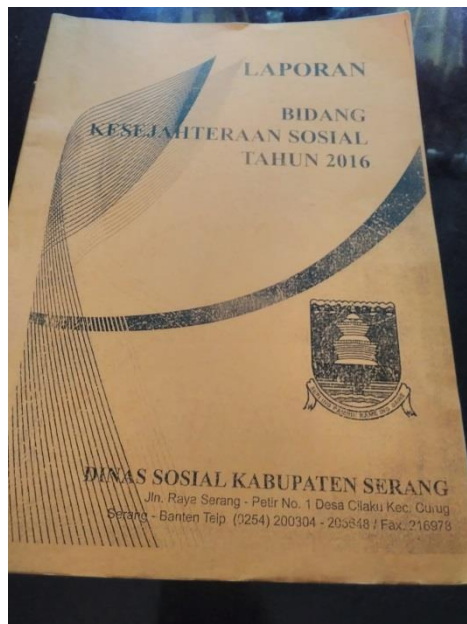 LAPORAN
BIDANG
KESEJAHTERAAN SOSIAL
TAHUN 2016
DINAS SOSIAL KABUPATEN SERANG
Jln. Raya Serang - Petir No. 1 Desa Cilaku Kec. Curug
Serang - Banten Telp. (0254) 200304 - 203648 / Fax. 216978